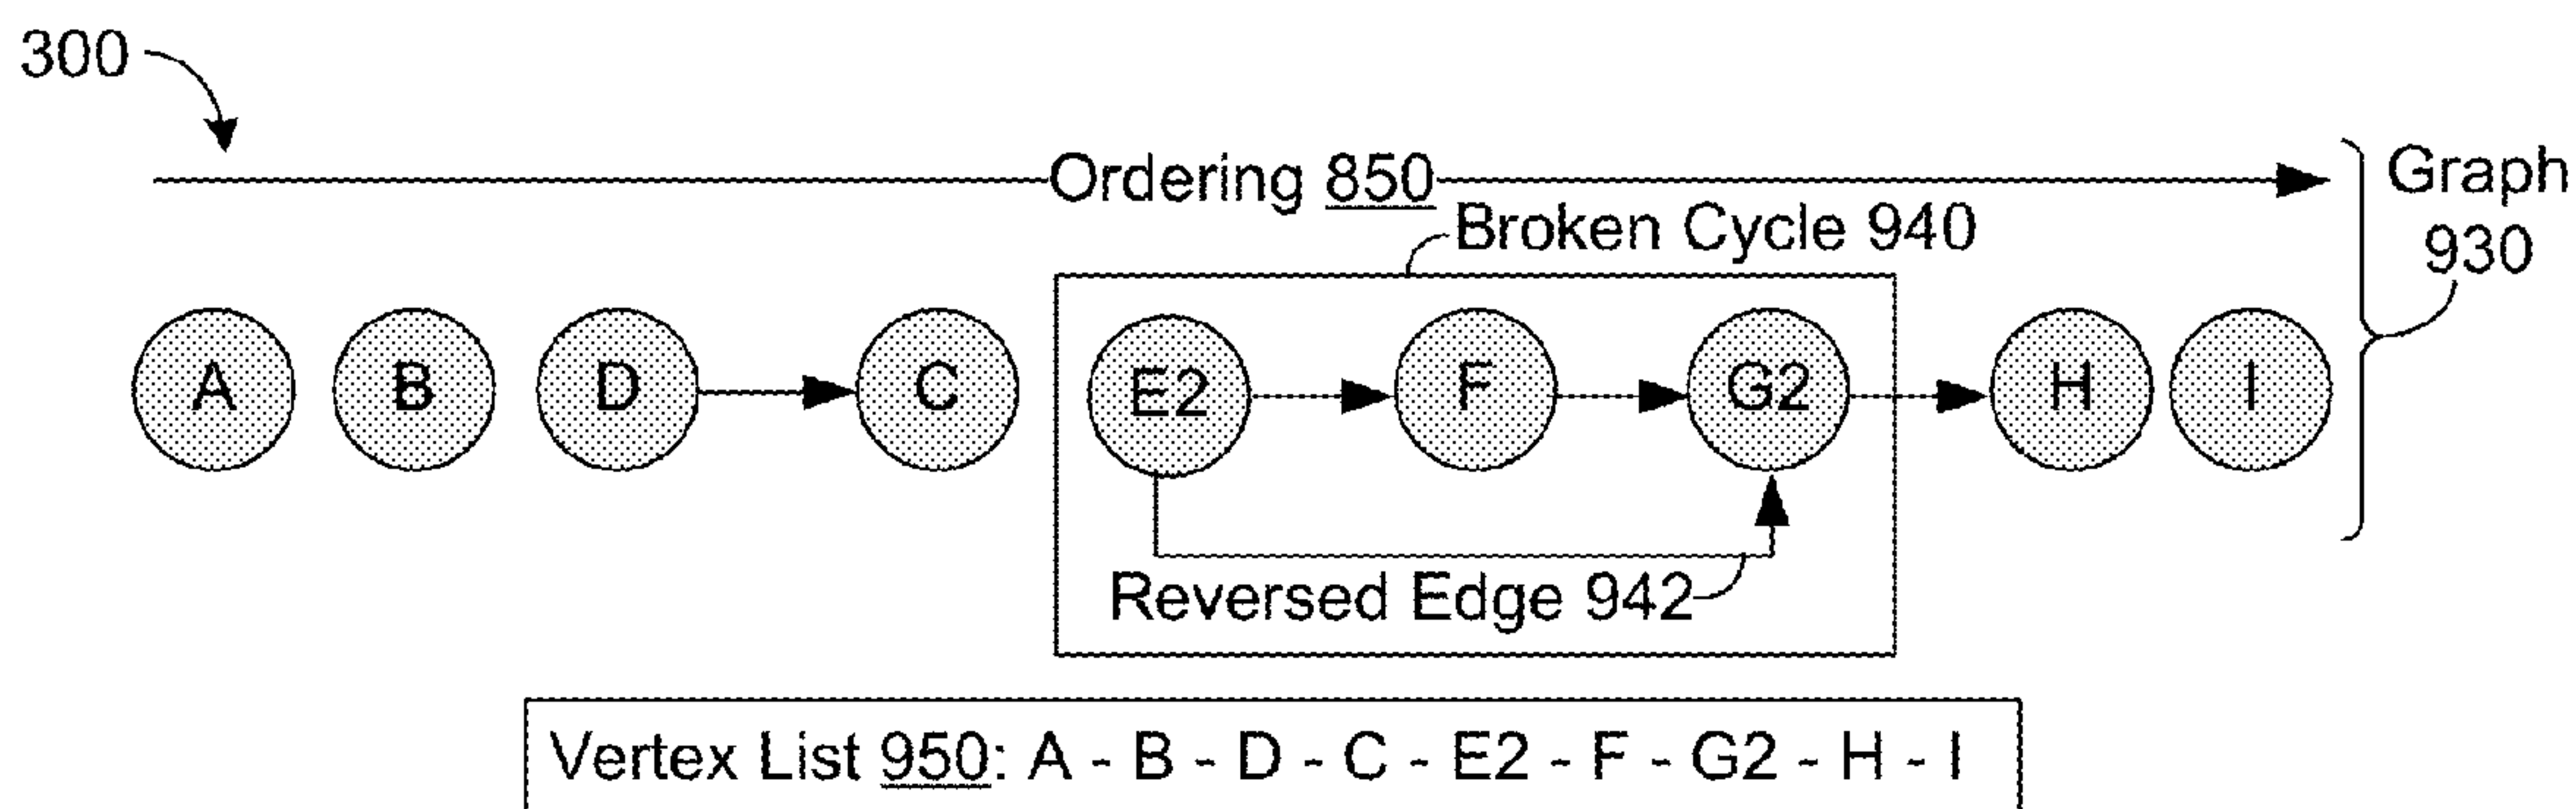 300
Ordering 850
Graph
930
Broken Cycle 940
A B D C E2 F G2 H I
Reversed Edge 942
Vertex List 950: A - B - D - C - E2 - F - G2 - H - I